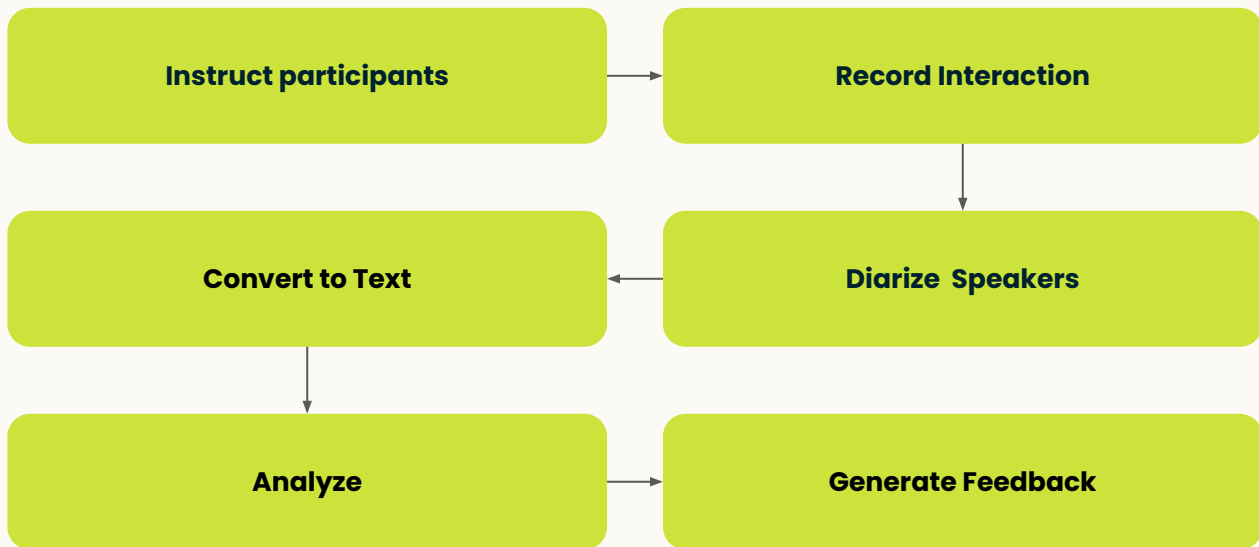 Instruct participants
Record Interaction
Diarize  Speakers
Convert to Text
Analyze
Generate Feedback